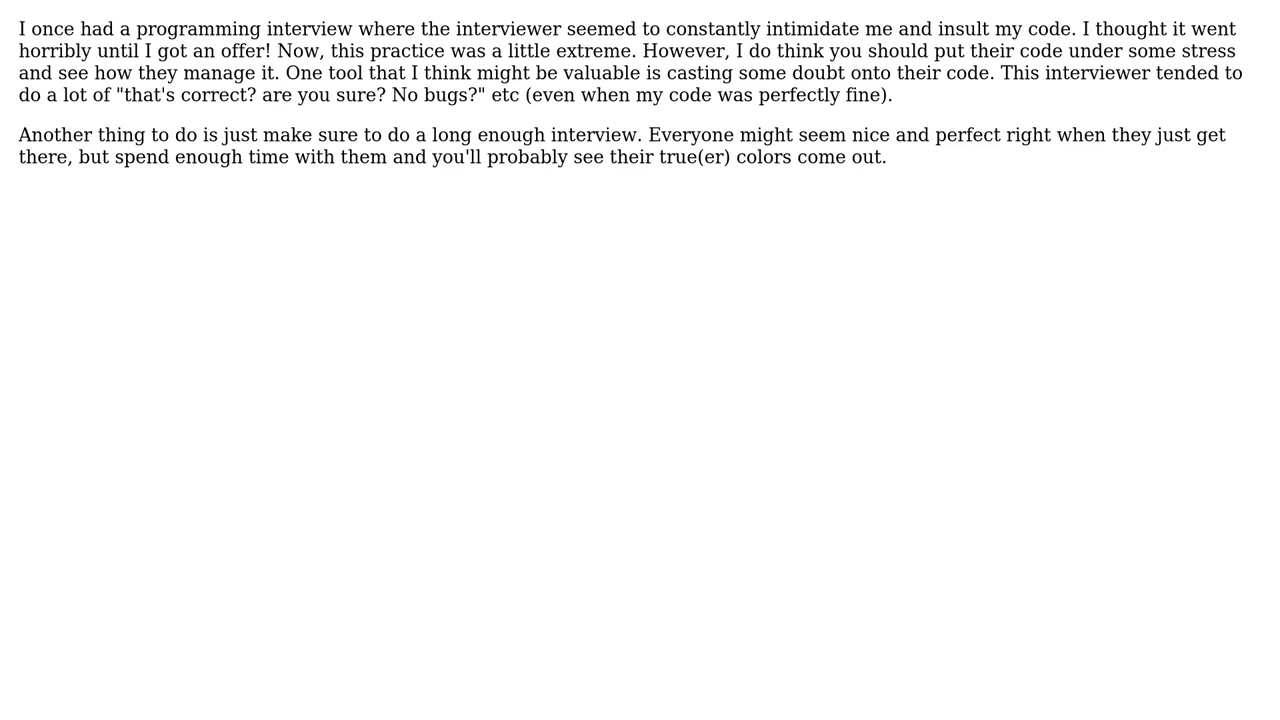 I once had a programming interview where the interviewer seemed to constantly intimidate me and insult my code. I thought it went
horribly until I got an offer! Now, this practice was a little extreme. However, I do think you should put their code under some stress
and see how they manage it. One tool that I think might be valuable is casting some doubt onto their code. This interviewer tended to
do a lot of "that's correct? are you sure? No bugs?" etc (even when my code was perfectly fine).
Another thing to do is just make sure to do a long enough interview. Everyone might seem nice and perfect right when they just get
there, but spend enough time with them and you'll probably see their true(er) colors come out.